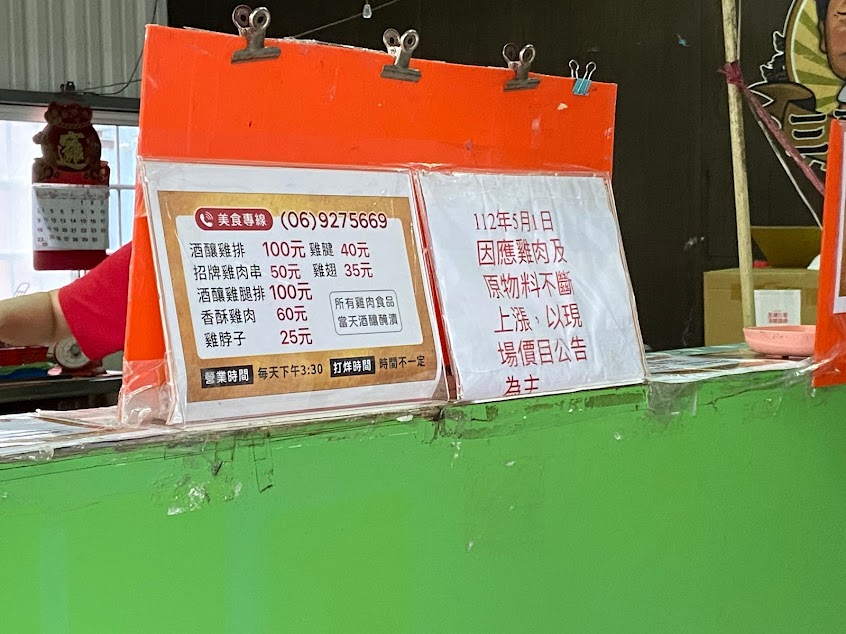 美食專線 (06)9275669
酒釀雞排 100元 雞腱 40元
招牌雞肉串 50元 雞翅 35元
酒釀雞腿排 100元
香酥雞肉 60元
雞脖子 25元
所有雞肉食品
當天酒釀醃漬
營業時間 每天下午3:30 打烊時間 時間不一定
112年5月1日
因應雞肉及
原物料不斷
上漲、以現
場價目公告
為主